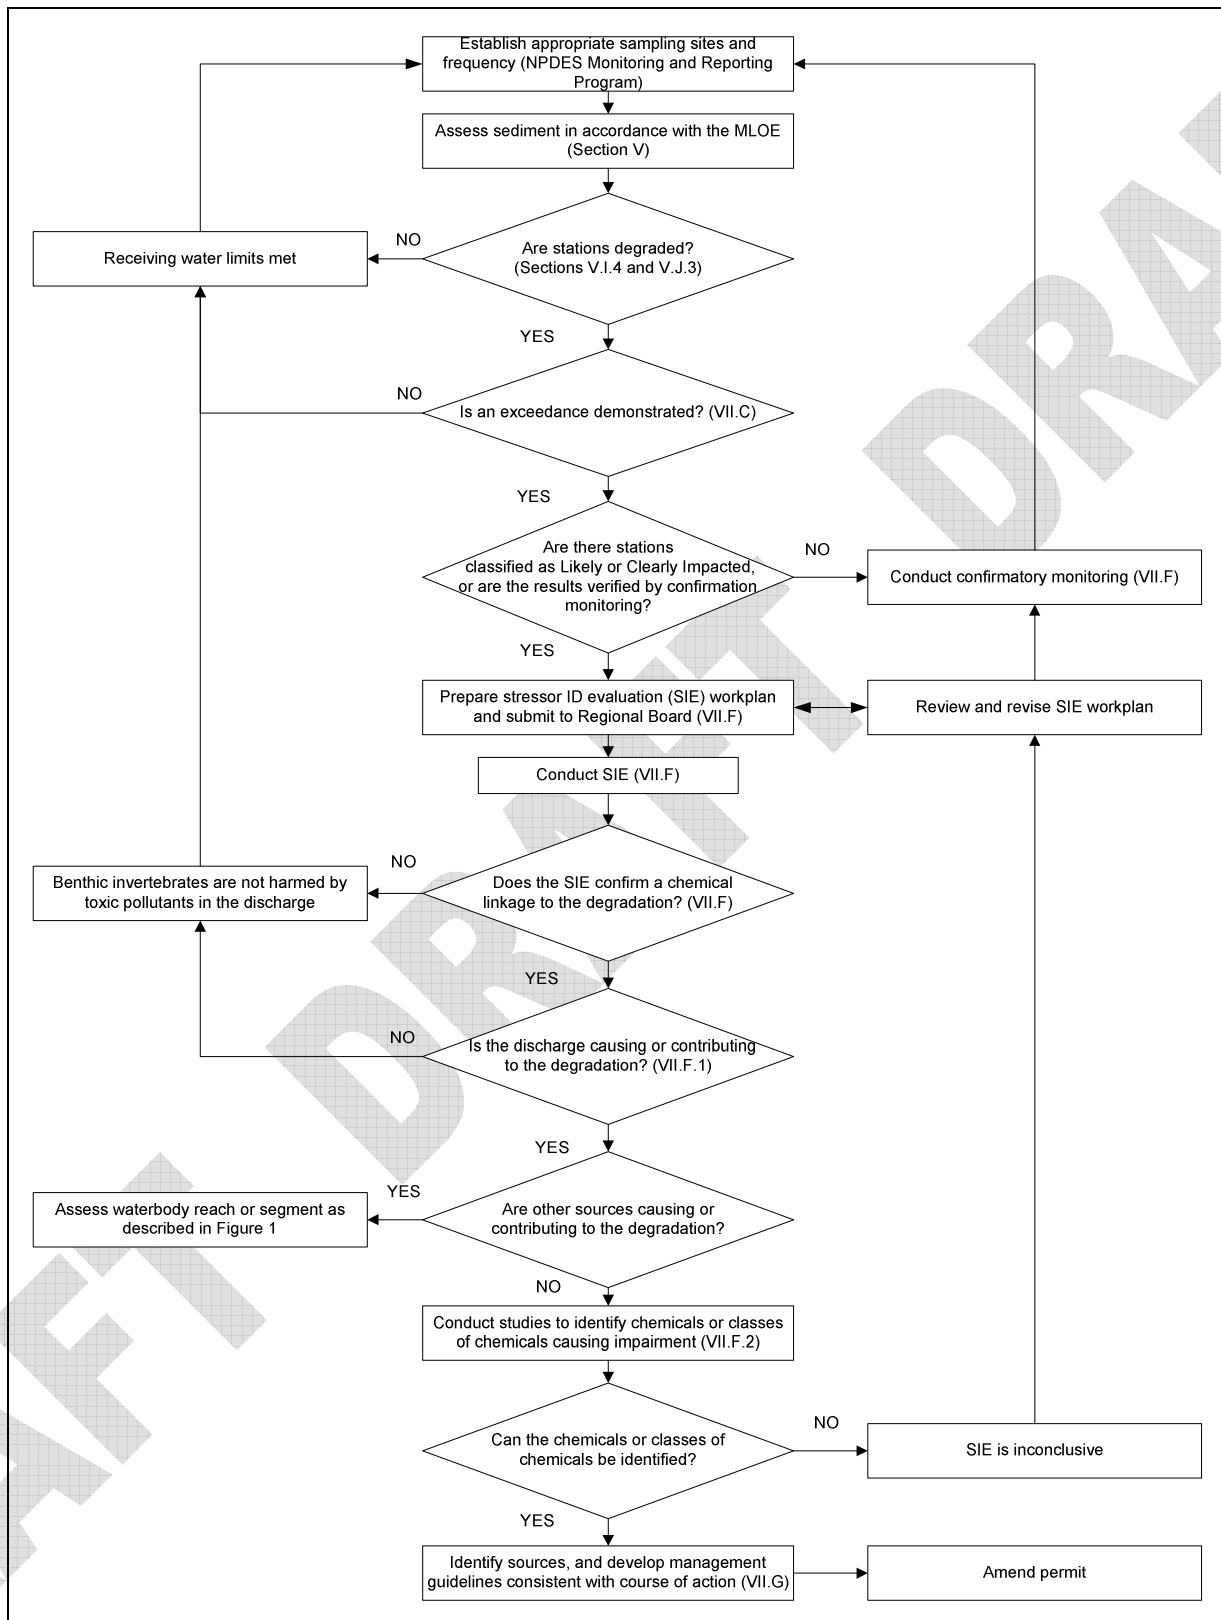 Establish appropriate sampling sites and
frequency (NPDES Monitoring and Reporting
Program)
Assess sediment in accordance with the MLOE
(Section V)
Are stations degraded?
(Sections V.I.4 and V.J.3)
NO
Receiving water limits met
YES
Is an exceedance demonstrated? (VII.C)
NO
YES
Are there stations
classified as Likely or Clearly Impacted,
or are the results verified by confirmation
monitoring?
NO
Conduct confirmatory monitoring (VII.F)
YES
Prepare stressor ID evaluation (SIE) workplan
and submit to Regional Board (VII.F)
Review and revise SIE workplan
Conduct SIE (VII.F)
Does the SIE confirm a chemical
linkage to the degradation? (VII.F)
NO
Benthic invertebrates are not harmed by
toxic pollutants in the discharge
YES
Is the discharge causing or contributing
to the degradation? (VII.F.1)
NO
YES
Are other sources causing or
contributing to the degradation?
YES
Assess waterbody reach or segment as
described in Figure 1
NO
Conduct studies to identify chemicals or classes
of chemicals causing impairment (VII.F.2)
Can the chemicals or classes of
chemicals be identified?
NO
SIE is inconclusive
YES
Identify sources, and develop management
guidelines consistent with course of action (VII.G)
Amend permit
DRAFT DRAFT DRAFT